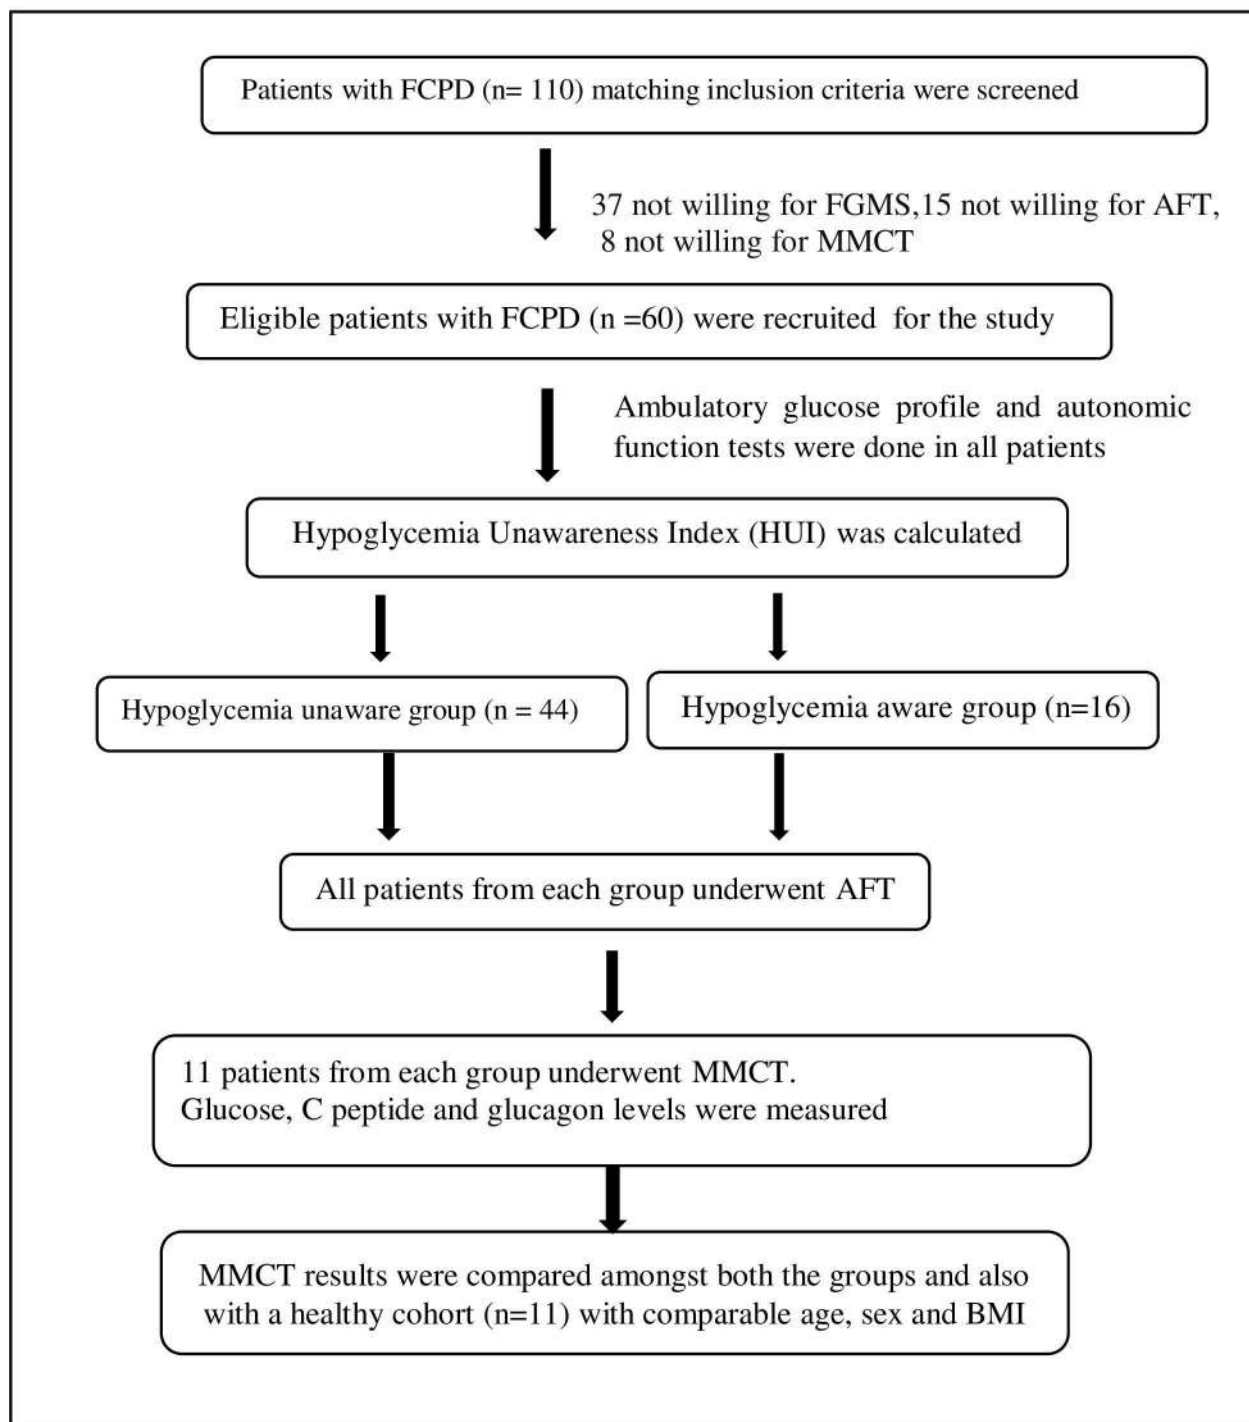 Patients with FCPD (n= 110) matching inclusion criteria were screened
37 not willing for FGMS,15 not willing for AFT,
8 not willing for MMCT
Eligible patients with FCPD (n =60) were recruited for the study
Ambulatory glucose profile and autonomic
function tests were done in all patients
Hypoglycemia Unawareness Index (HUI) was calculated
Hypoglycemia unaware group (n = 44)
Hypoglycemia aware group (n=16)
All patients from each group underwent AFT
11 patients from each group underwent MMCT.
Glucose, C peptide and glucagon levels were measured
MMCT results were compared amongst both the groups and also
with a healthy cohort (n=11) with comparable age, sex and BMI